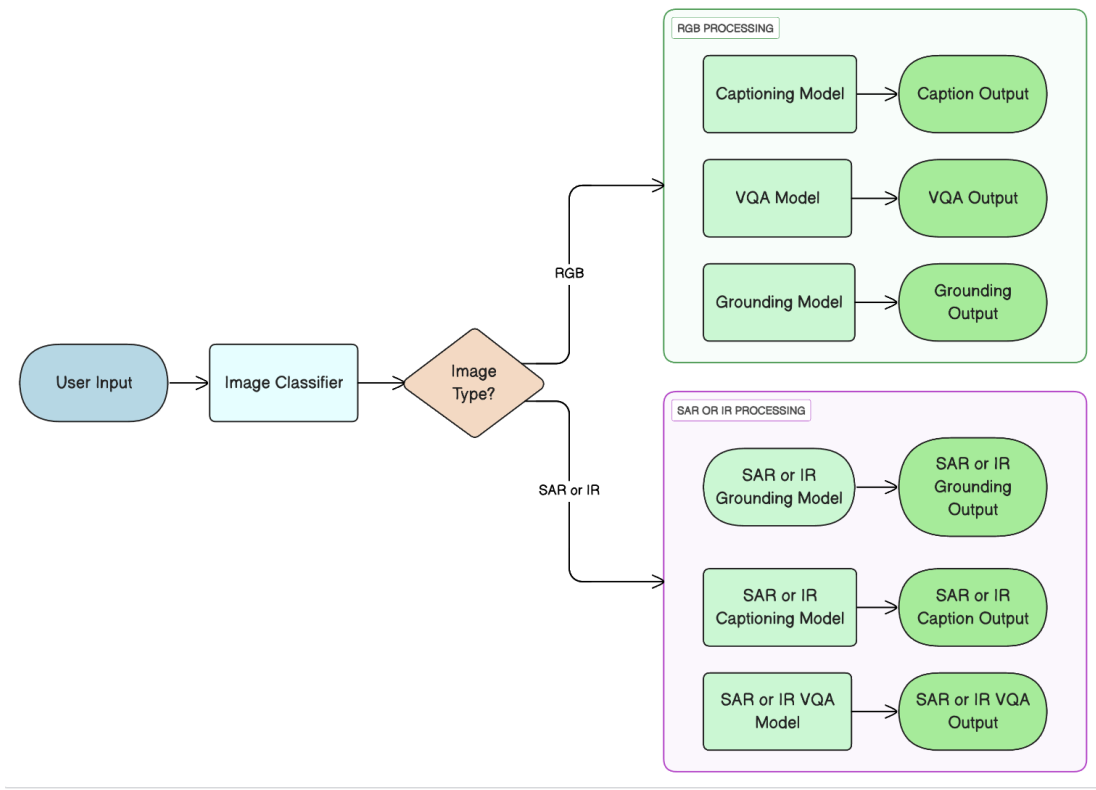 RGB PROCESSING
Captioning Model
Caption Output
VQA Model
VQA Output
RGB
Grounding Model
Grounding
Output
User Input
Image Classifier
Image
Type?
SAR OR IR PROCESSING
SAR or IR
SAR or IR
Grounding Model
SAR or IR
Grounding
Output
SAR or IR
Captioning Model
SAR or IR
Caption Output
SAR or IR VQA
Model
SAR or IR VQA
Output